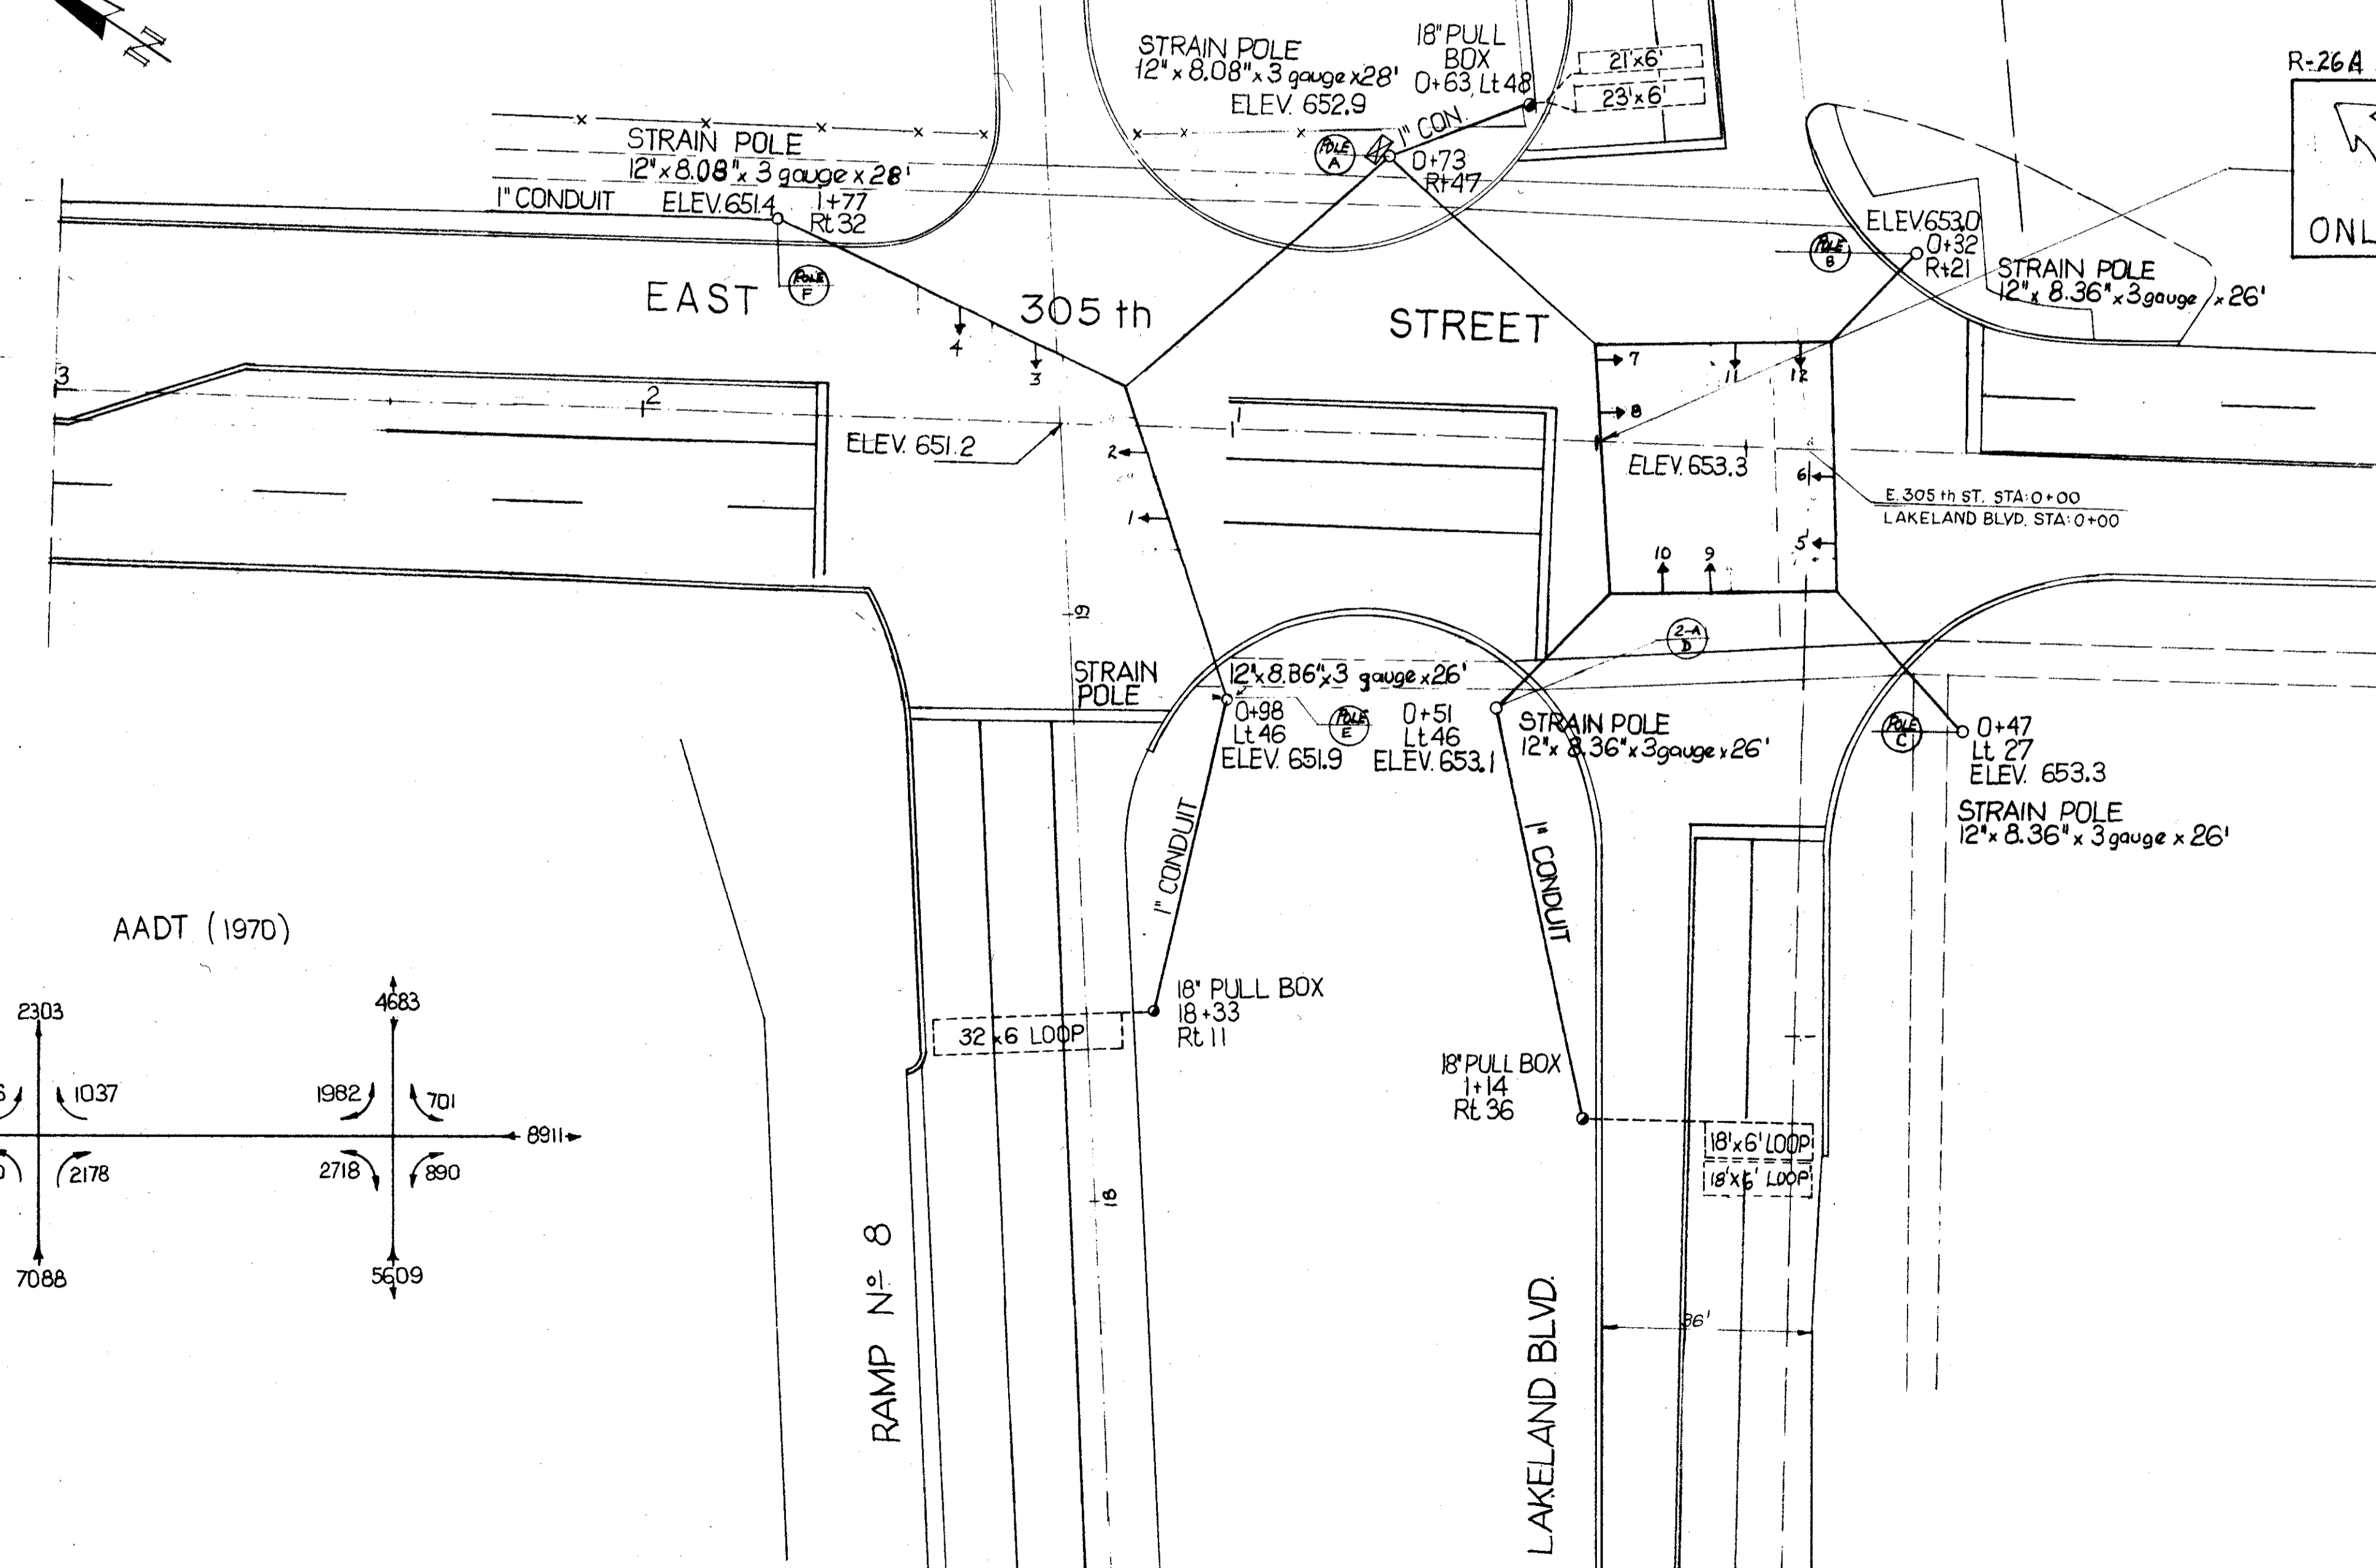 N
STRAIN POLE
12" x 8.08" x 3 gauge x 28'
ELEV. 652.9
18" PULL
BOX
0+63, Lt 48
21'x6'
23'x6'
1" CON.
POLE
A
0+73
Rt 47
R-26A
ONL
STRAIN POLE
12" x 8.08" x 3 gauge x 28'
1" CONDUIT
ELEV. 651.4
1+77
Rt 32
POLE
F
EAST 305 th STREET
ELEV. 653.0
0+32
Rt 21
POLE
B
STRAIN POLE
12" x 8.36" x 3 gauge x 26'
4
3
7
11
12
8
3
2
1
ELEV. 651.2
2
1
ELEV. 653.3
6
5
10
9
E. 305 th ST. STA: 0+00
LAKELAND BLVD. STA: 0+00
19
2-A
D
STRAIN
POLE
12" x 8.86" x 3 gauge x 26'
0+98
Lt 46
ELEV. 651.9
POLE
E
0+51
Lt 46
ELEV. 653.1
STRAIN POLE
12" x 8.36" x 3 gauge x 26'
POLE
C
0+47
Lt 27
ELEV. 653.3
STRAIN POLE
12" x 8.36" x 3 gauge x 26'
1" CONDUIT
1" CONDUIT
AADT (1970)
2303
4683
1037
1982
701
8911
2178
2718
890
7088
5609
18" PULL BOX
18+33
Rt 11
32 x 6 LOOP
18" PULL BOX
1+14
Rt 36
18'x6' LOOP
18'x6' LOOP
18
RAMP Nº 8
LAKELAND BLVD.
36'